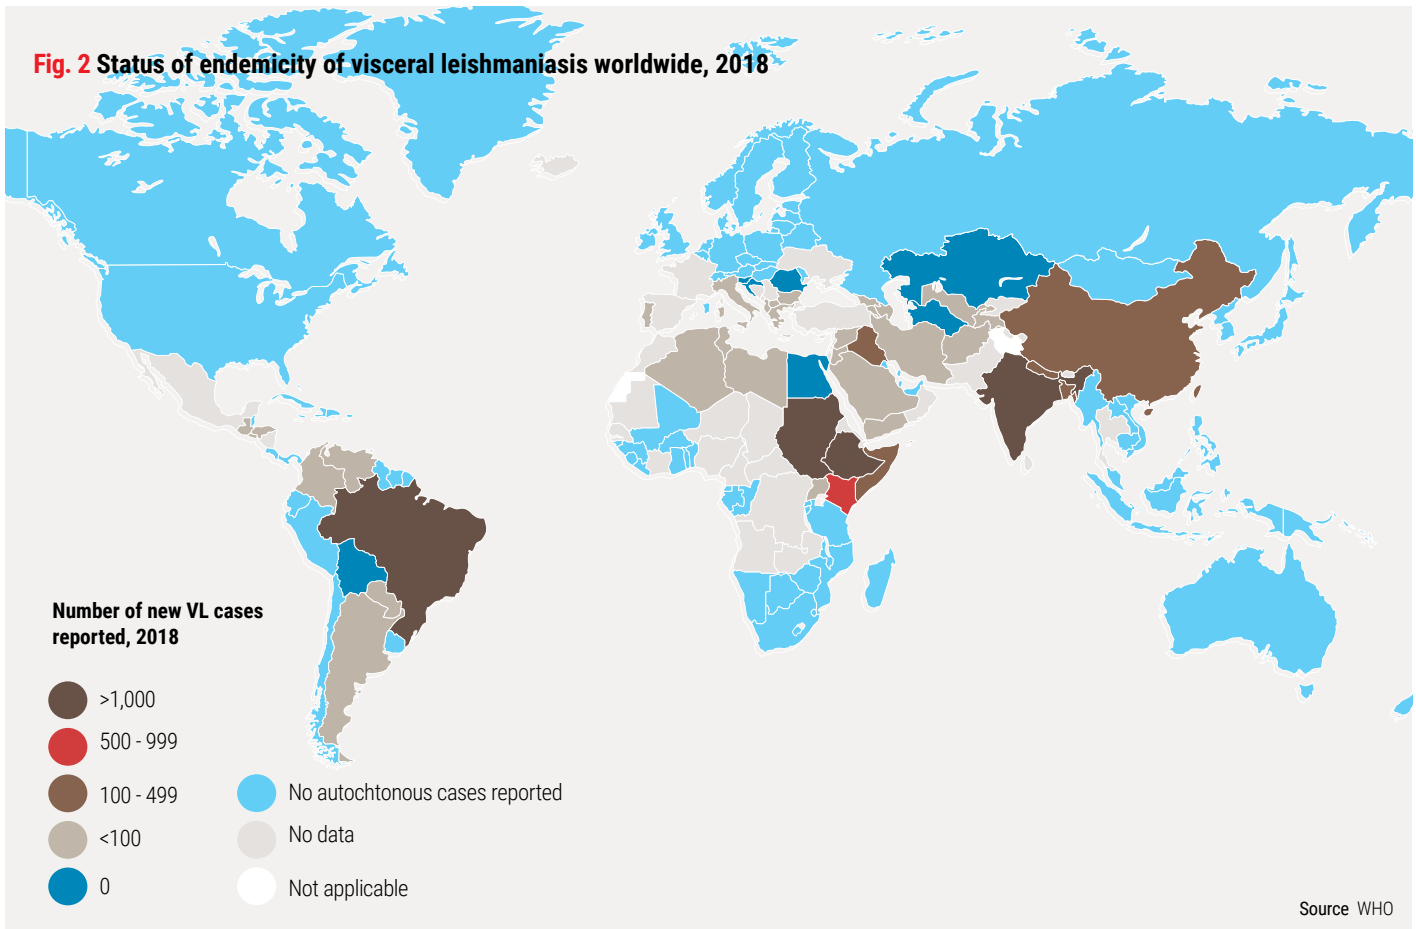 Fig. 2 Status of endemicity of visceral leishmaniasis worldwide, 2018
Number of new VL cases
reported, 2018
>1,000
500 - 999
100 - 499
<100
0
No autochtonous cases reported
No data
Not applicable
Source WHO